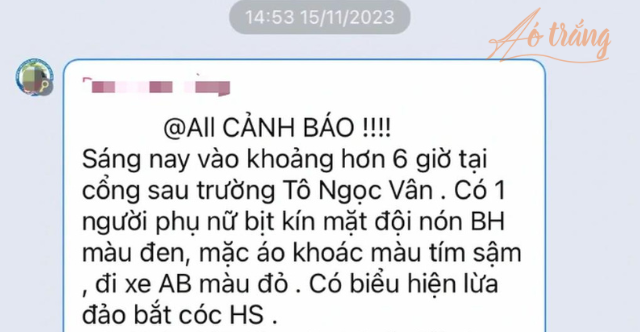 14:53 15/11/2023
Áo trắng
@All CẢNH BÁO !!!!
Sáng nay vào khoảng hơn 6 giờ tại
cổng sau trường Tô Ngọc Vân . Có 1
người phụ nữ bịt kín mặt đội nón BH
màu đen, mặc áo khoác màu tím sậm
, đi xe AB màu đỏ . Có biểu hiện lừa
đảo bắt cóc HS .